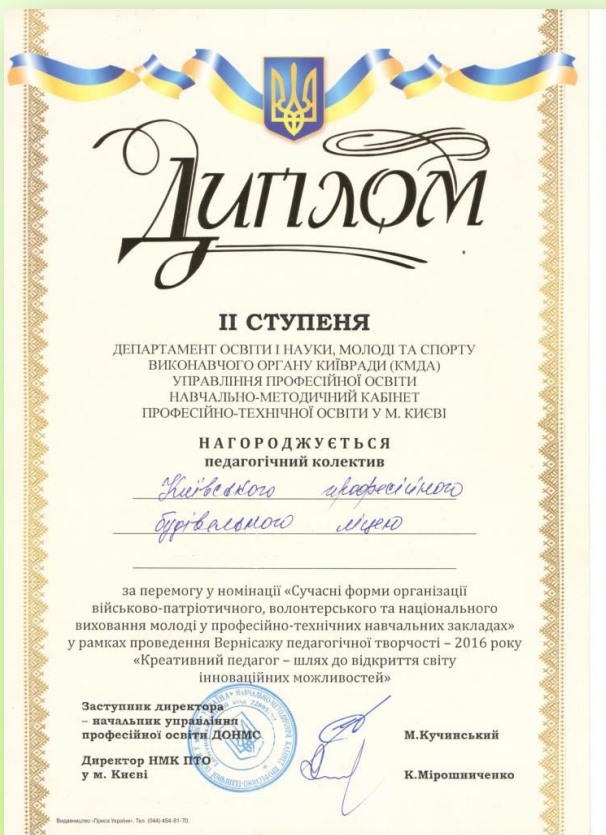 Диплом
II СТУПЕНЯ
ДЕПАРТАМЕНТ ОСВІТИ І НАУКИ, МОЛОДІ ТА СПОРТУ
ВИКОНАВЧОГО ОРГАНУ КИЇВРАДИ (КМДА)
УПРАВЛІННЯ ПРОФЕСІЙНОЇ ОСВІТИ
НАВЧАЛЬНО-МЕТОДИЧНИЙ КАБІНЕТ
ПРОФЕСІЙНО-ТЕХНІЧНОЇ ОСВІТИ У М. КИЄВІ
НАГОРОДЖУЄТЬСЯ
педагогічний колектив
Київського професійного
будівельного ліцею
за перемогу у номінації «Сучасні форми організації
військово-патріотичного, волонтерського та національного
виховання молоді у професійно-технічних навчальних закладах»
у рамках проведення Вернісажу педагогічної творчості – 2016 року
«Креативний педагог – шлях до відкриття світу
інноваційних можливостей»
Заступник директора
– начальник управління
професійної освіти ДОНМС М.Кучинський
Директор НМК ПТО
у м. Києві К.Мірошниченко
Видавництво «Преса України». Тел. (044) 454-81-70.